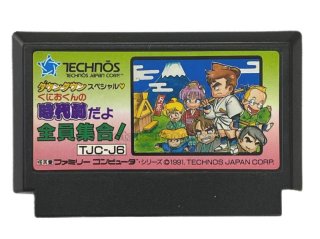 TECHNŌS
TECHNOS JAPAN CORP.
ダウンタウンスペシャル♡
くにおくんの
時代劇だよ
全員集合!
TJC-J6
ファミリー コンピュータ・シリーズ ©1991, TECHNOS JAPAN CORP.